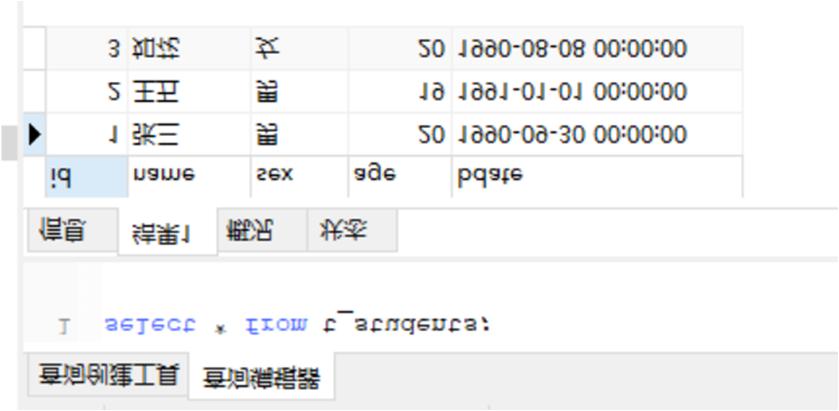 查询创建工具 查询编辑器
1 select * from t_students;
信息 结果1 概况 状态
id name sex age bdate
1 张三 男 20 1990-09-30 00:00:00
2 王五 男 19 1991-01-01 00:00:00
3 如花 女 20 1990-08-08 00:00:00